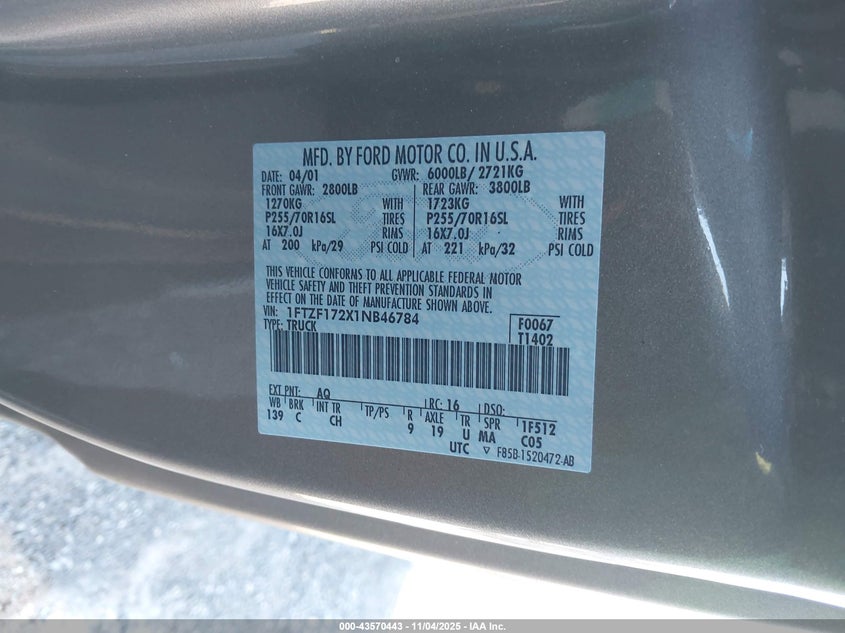 MFD. BY FORD MOTOR CO. IN U.S.A.
DATE: 04/01 GVWR: 6000LB/ 2721KG
FRONT GAWR: 2800LB REAR GAWR: 3800LB
1270KG WITH 1723KG WITH
P255/70R16SL TIRES P255/70R16SL TIRES
16X7.0J RIMS 16X7.0J RIMS
AT 200 kPa/29 PSI COLD AT 221 kPa/32 PSI COLD
THIS VEHICLE CONFORMS TO ALL APPLICABLE FEDERAL MOTOR
VEHICLE SAFETY AND THEFT PREVENTION STANDARDS IN
EFFECT ON THE DATE OF MANUFACTURE SHOWN ABOVE.
VIN: 1FTZF172X1NB46784 F0067
TYPE: TRUCK T1402
EXT PNT: AQ RC: 16 DSO:
WB BRK INT TR TP/PS R AXLE TR SPR 1F512
139 C CH 9 19 U MA C05
UTC ▽ F85B-1520472-AB
000-43570443 - 11/04/2025 - IAA Inc.